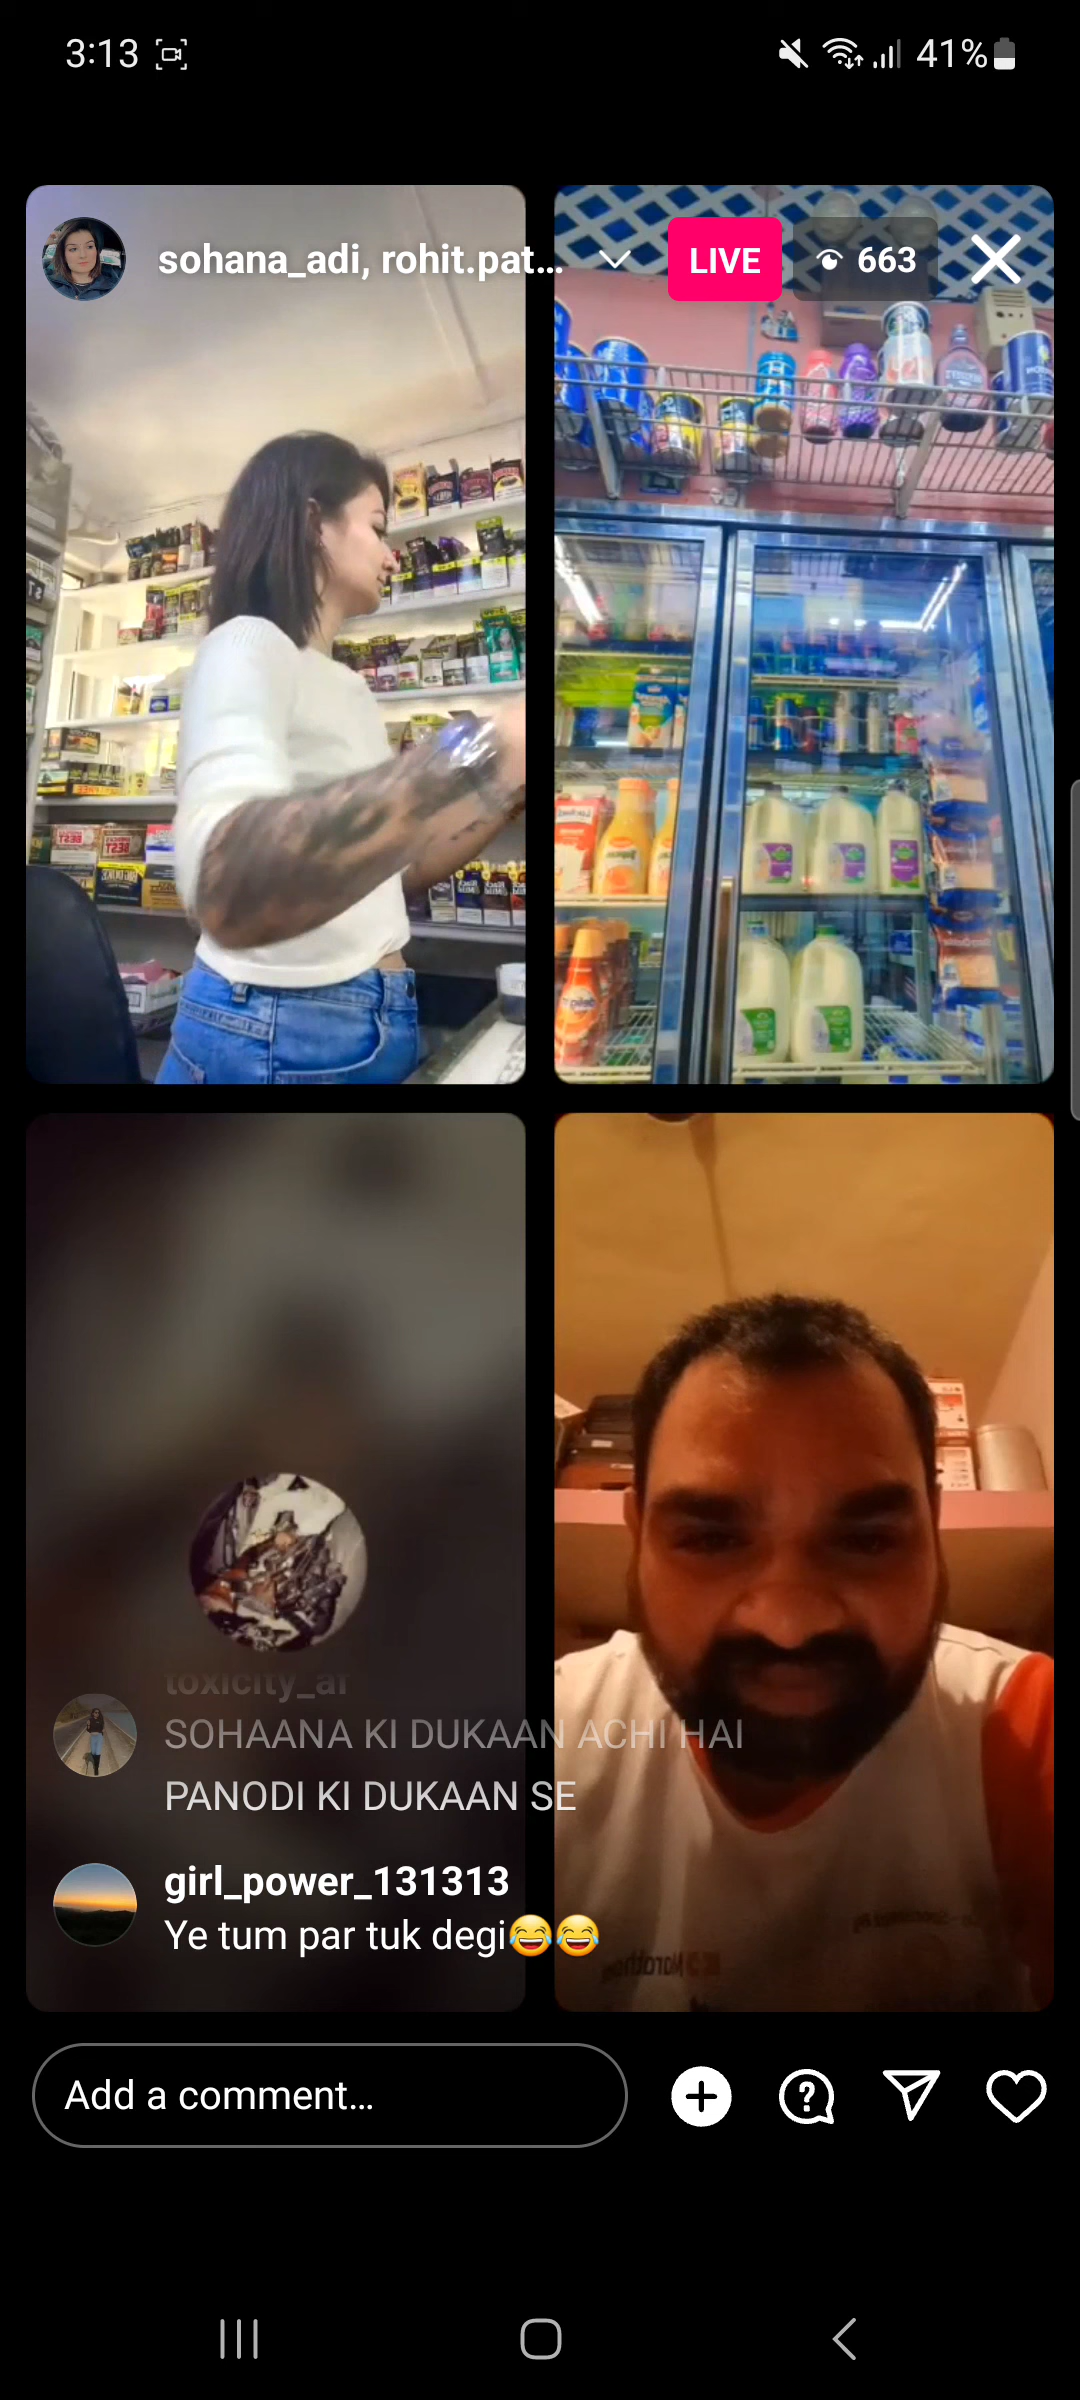 3:13
41%
sohana_adi, rohit.pat...
LIVE
663
toxicity_ar
SOHAANA KI DUKAAN ACHI HAI
PANODI KI DUKAAN SE
girl_power_131313
Ye tum par tuk degi😂😂
Add a comment...